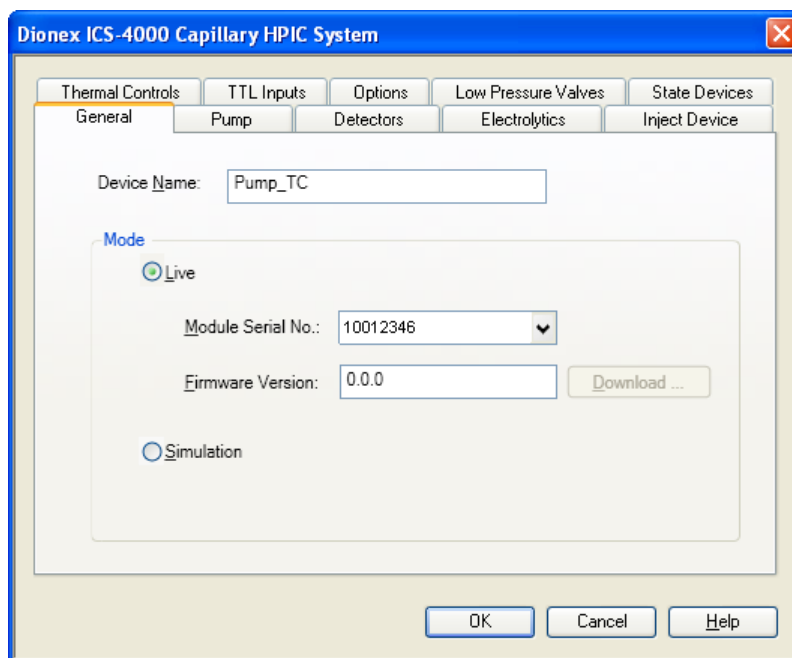 Dionex ICS-4000 Capillary HPIC System
Thermal Controls TTL Inputs Options Low Pressure Valves State Devices
General Pump Detectors Electrolytics Inject Device
Device Name: Pump_TC
Mode
Live
Module Serial No.: 10012346
Firmware Version: 0.0.0 Download ...
Simulation
OK Cancel Help